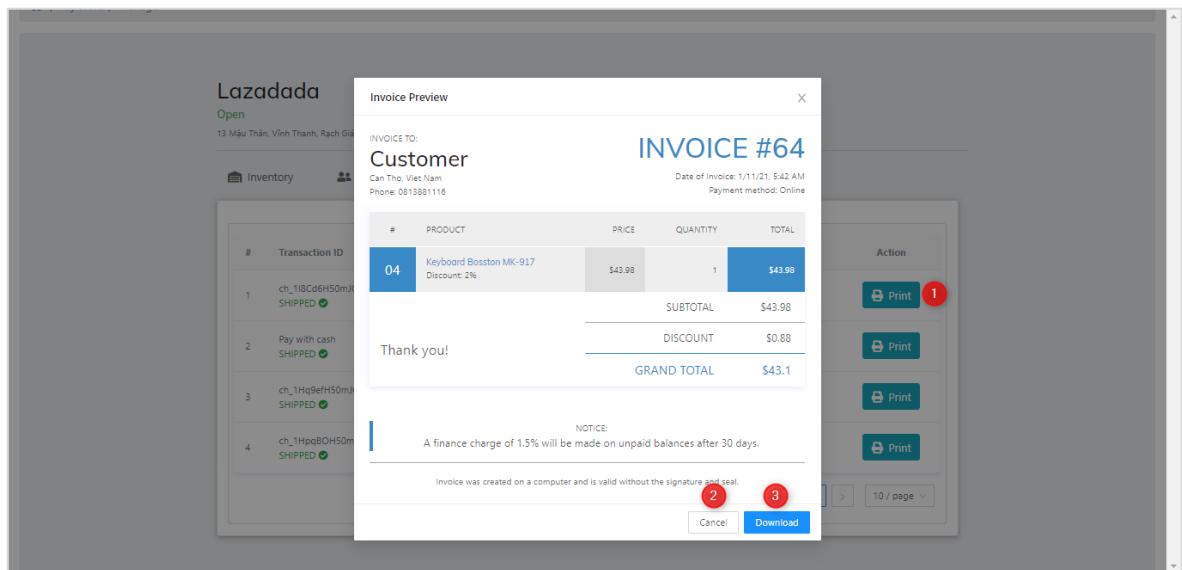 Lazadada
Open
13 Mậu Thân, Vĩnh Thanh, Rạch Giá
Inventory
# Transaction ID Action
1 ch_1I8Cd6H50mJ
SHIPPED
Print 1
2 Pay with cash
SHIPPED
Print
3 ch_1Hq9efH50mJ
SHIPPED
Print
4 ch_1HpqBOH50m
SHIPPED
Print
10 / page
Invoice Preview X
INVOICE TO:
Customer
Can Tho, Viet Nam
Phone: 0813881116
INVOICE #64
Date of Invoice: 1/11/21, 5:42 AM
Payment method: Online
# PRODUCT PRICE QUANTITY TOTAL
04 Keyboard Bosston MK-917 $43.98 1 $43.98
Discount: 2%
SUBTOTAL $43.98
DISCOUNT $0.88
Thank you!
GRAND TOTAL $43.1
NOTICE:
A finance charge of 1.5% will be made on unpaid balances after 30 days.
Invoice was created on a computer and is valid without the signature and seal.
2 3
Cancel Download